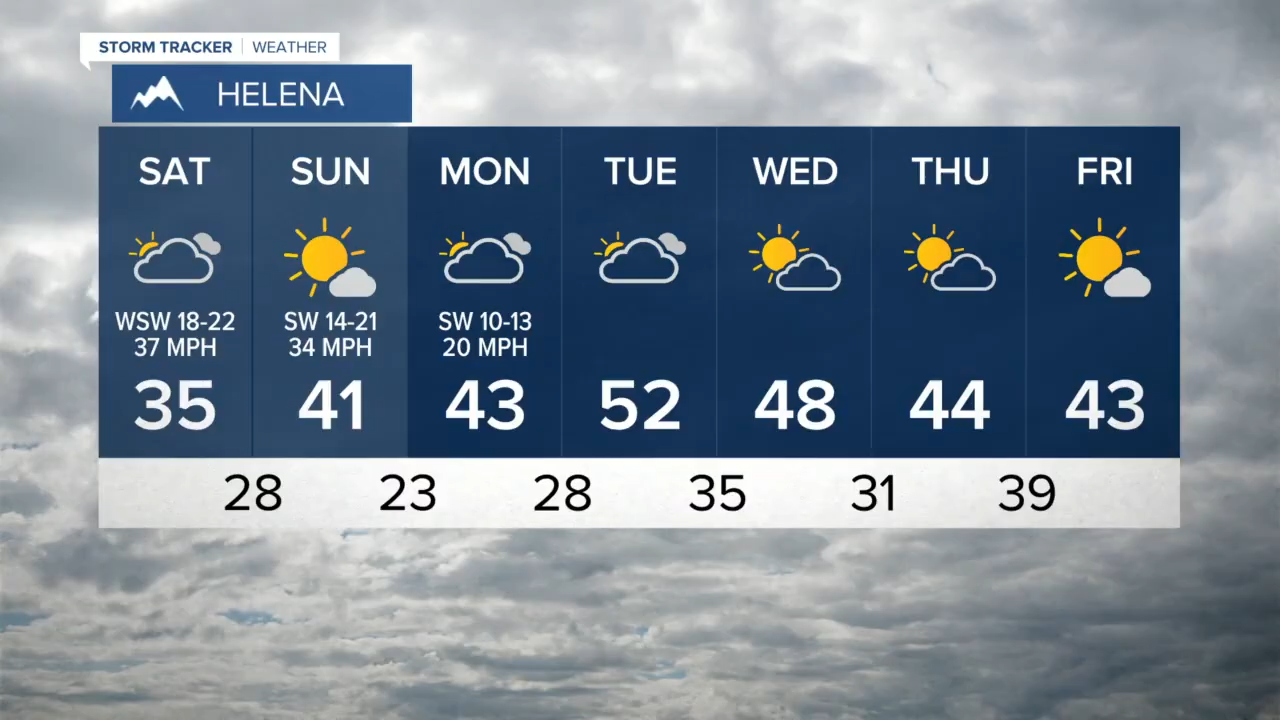 STORM TRACKER | WEATHER
HELENA
SAT SUN MON TUE WED THU FRI
WSW 18-22 SW 14-21 SW 10-13
37 MPH 34 MPH 20 MPH
35 41 43 52 48 44 43
28 23 28 35 31 39